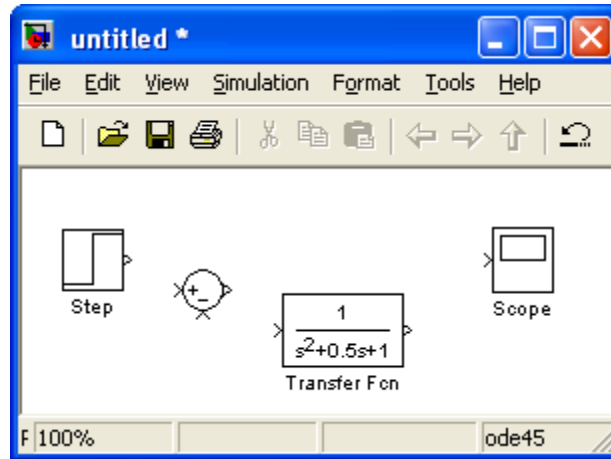 untitled *
File Edit View Simulation Format Tools Help
Step
+
−
1
s²+0.5s+1
Transfer Fcn
Scope
F 100% ode45